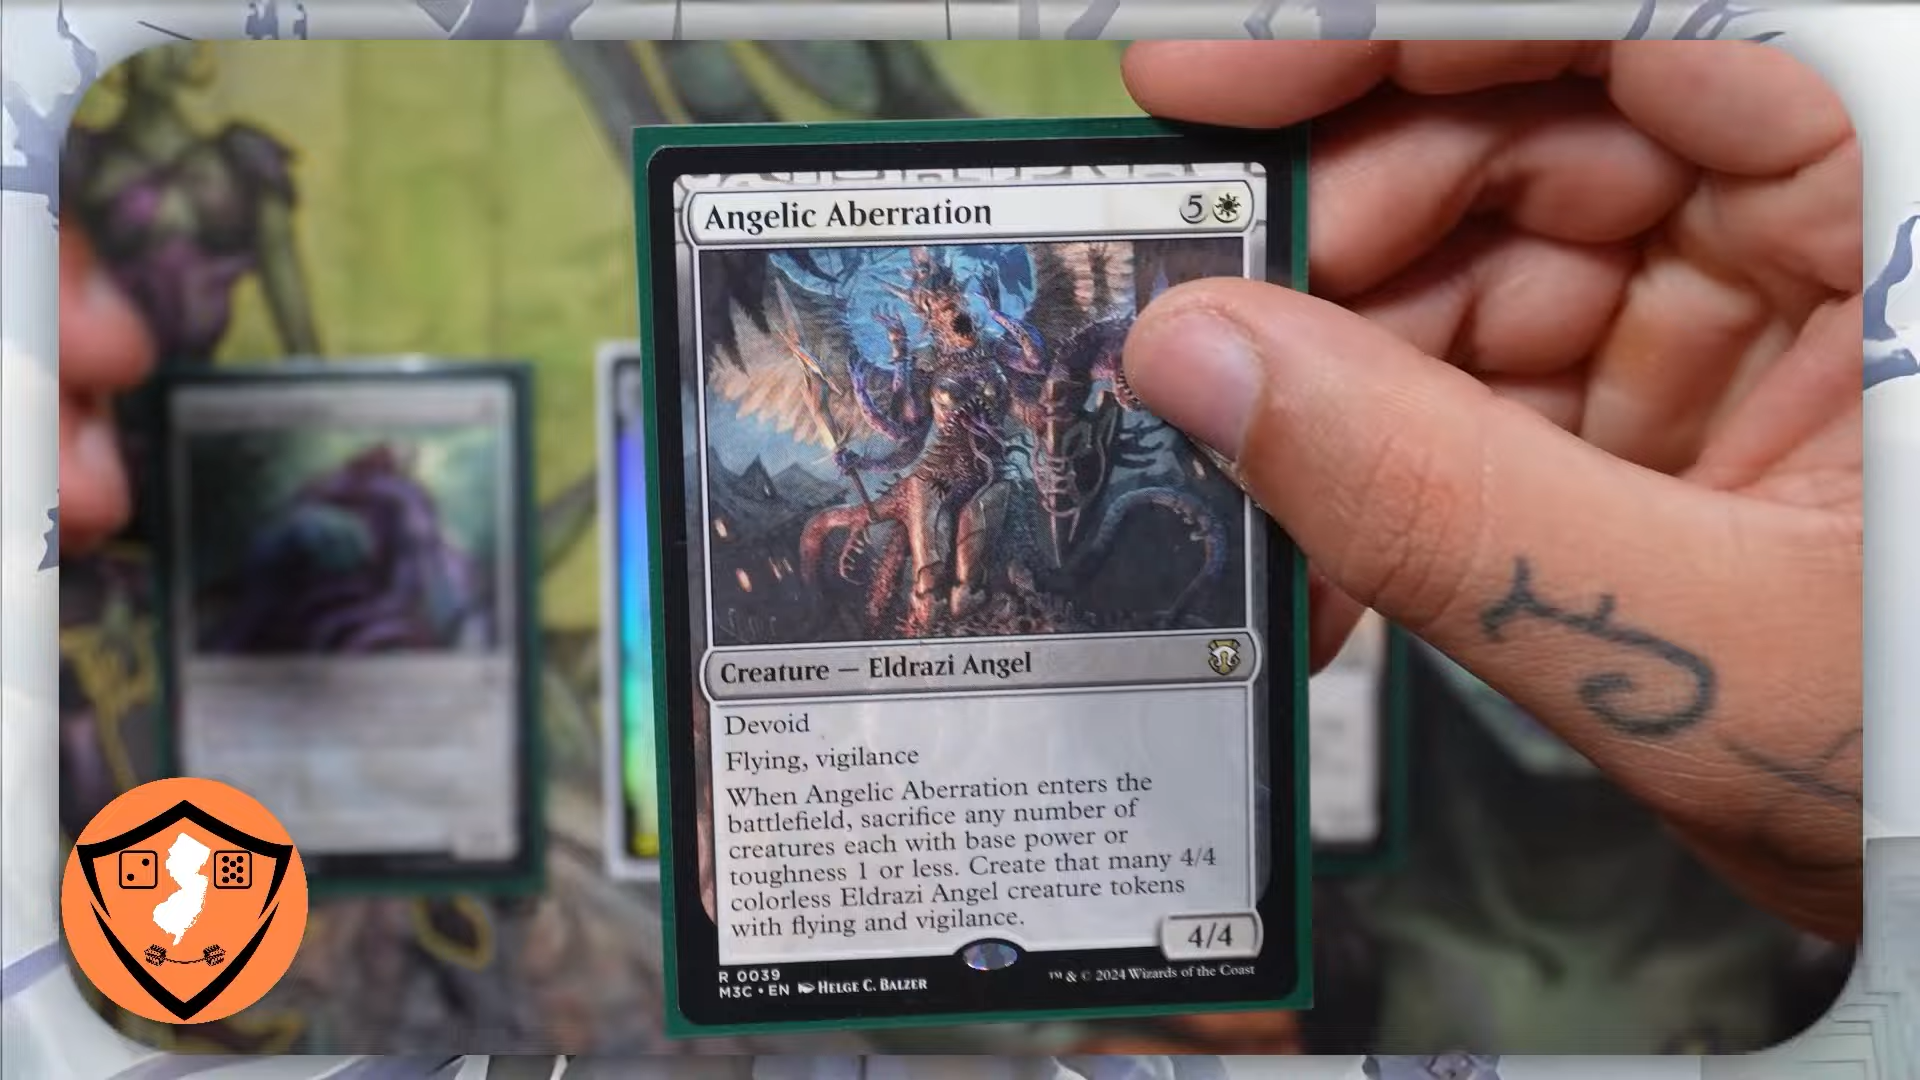 Angelic Aberration 5
Creature — Eldrazi Angel
Devoid
Flying, vigilance
When Angelic Aberration enters the
battlefield, sacrifice any number of
creatures each with base power or
toughness 1 or less. Create that many 4/4
colorless Eldrazi Angel creature tokens
with flying and vigilance.
4/4
R 0039
M3C • EN HELGE C. BALZER
™ & © 2024 Wizards of the Coast